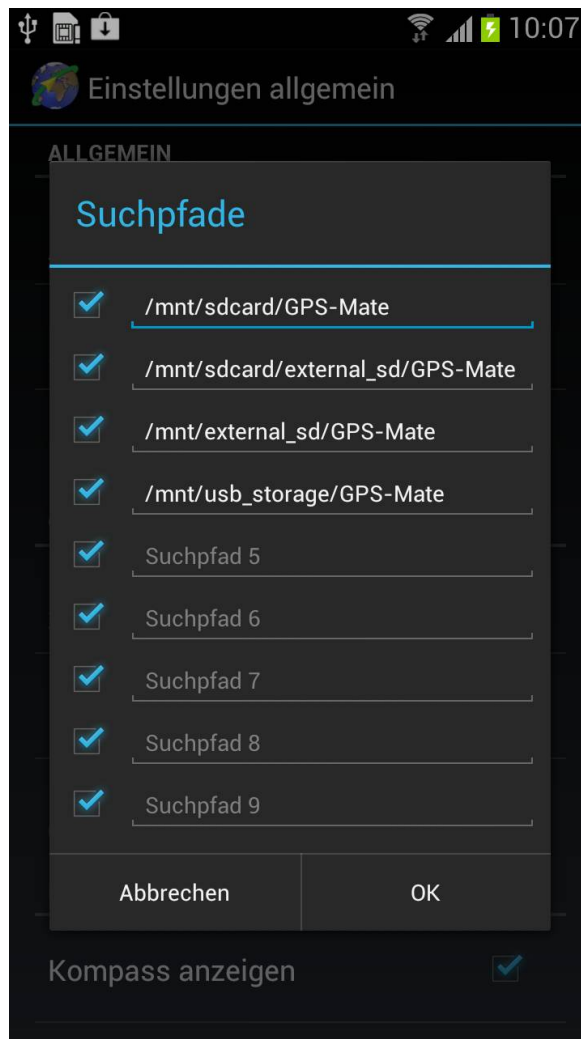 10:07
Einstellungen allgemein
ALLGEMEIN
Suchpfade
/mnt/sdcard/GPS-Mate
/mnt/sdcard/external_sd/GPS-Mate
/mnt/external_sd/GPS-Mate
/mnt/usb_storage/GPS-Mate
Suchpfad 5
Suchpfad 6
Suchpfad 7
Suchpfad 8
Suchpfad 9
Abbrechen OK
Kompass anzeigen